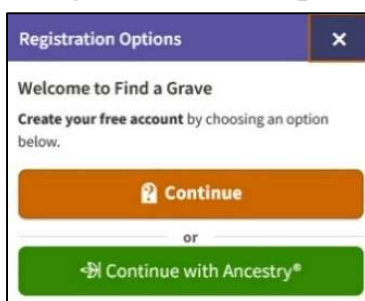 Registration Options
Welcome to Find a Grave
Create your free account by choosing an option
below.
Continue
or
Continue with Ancestry®